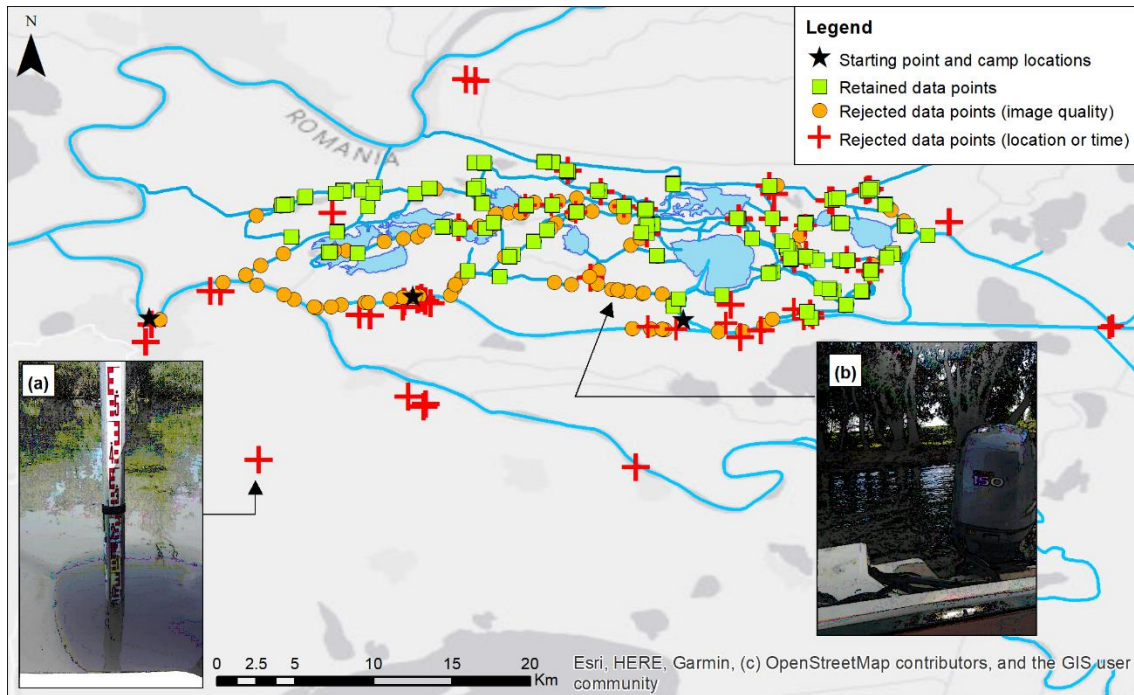 N
ROMANIA
Legend
Starting point and camp locations
Retained data points
Rejected data points (image quality)
Rejected data points (location or time)
(a)
(b)
150
0 2.5 5 10 15 20
Km
Esri, HERE, Garmin, (c) OpenStreetMap contributors, and the GIS user
community